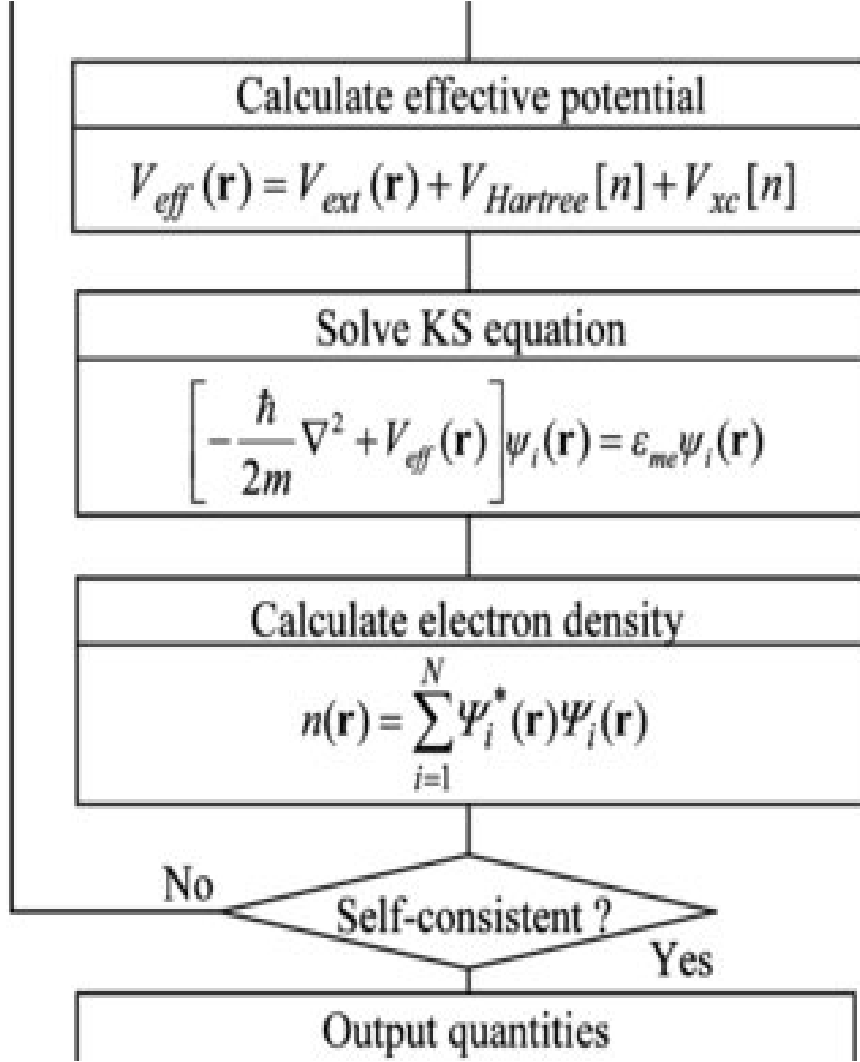 Calculate effective potential
V_eff(r) = V_ext(r) + V_Hartree[n] + V_xc[n]
Solve KS equation
[-ℏ/2m ∇² + V_eff(r)]ψ_i(r) = ε_me ψ_i(r)
Calculate electron density
n(r) = ∑_{i=1}^{N} Ψ_i^*(r)Ψ_i(r)
No
Self-consistent ?
Yes
Output quantities